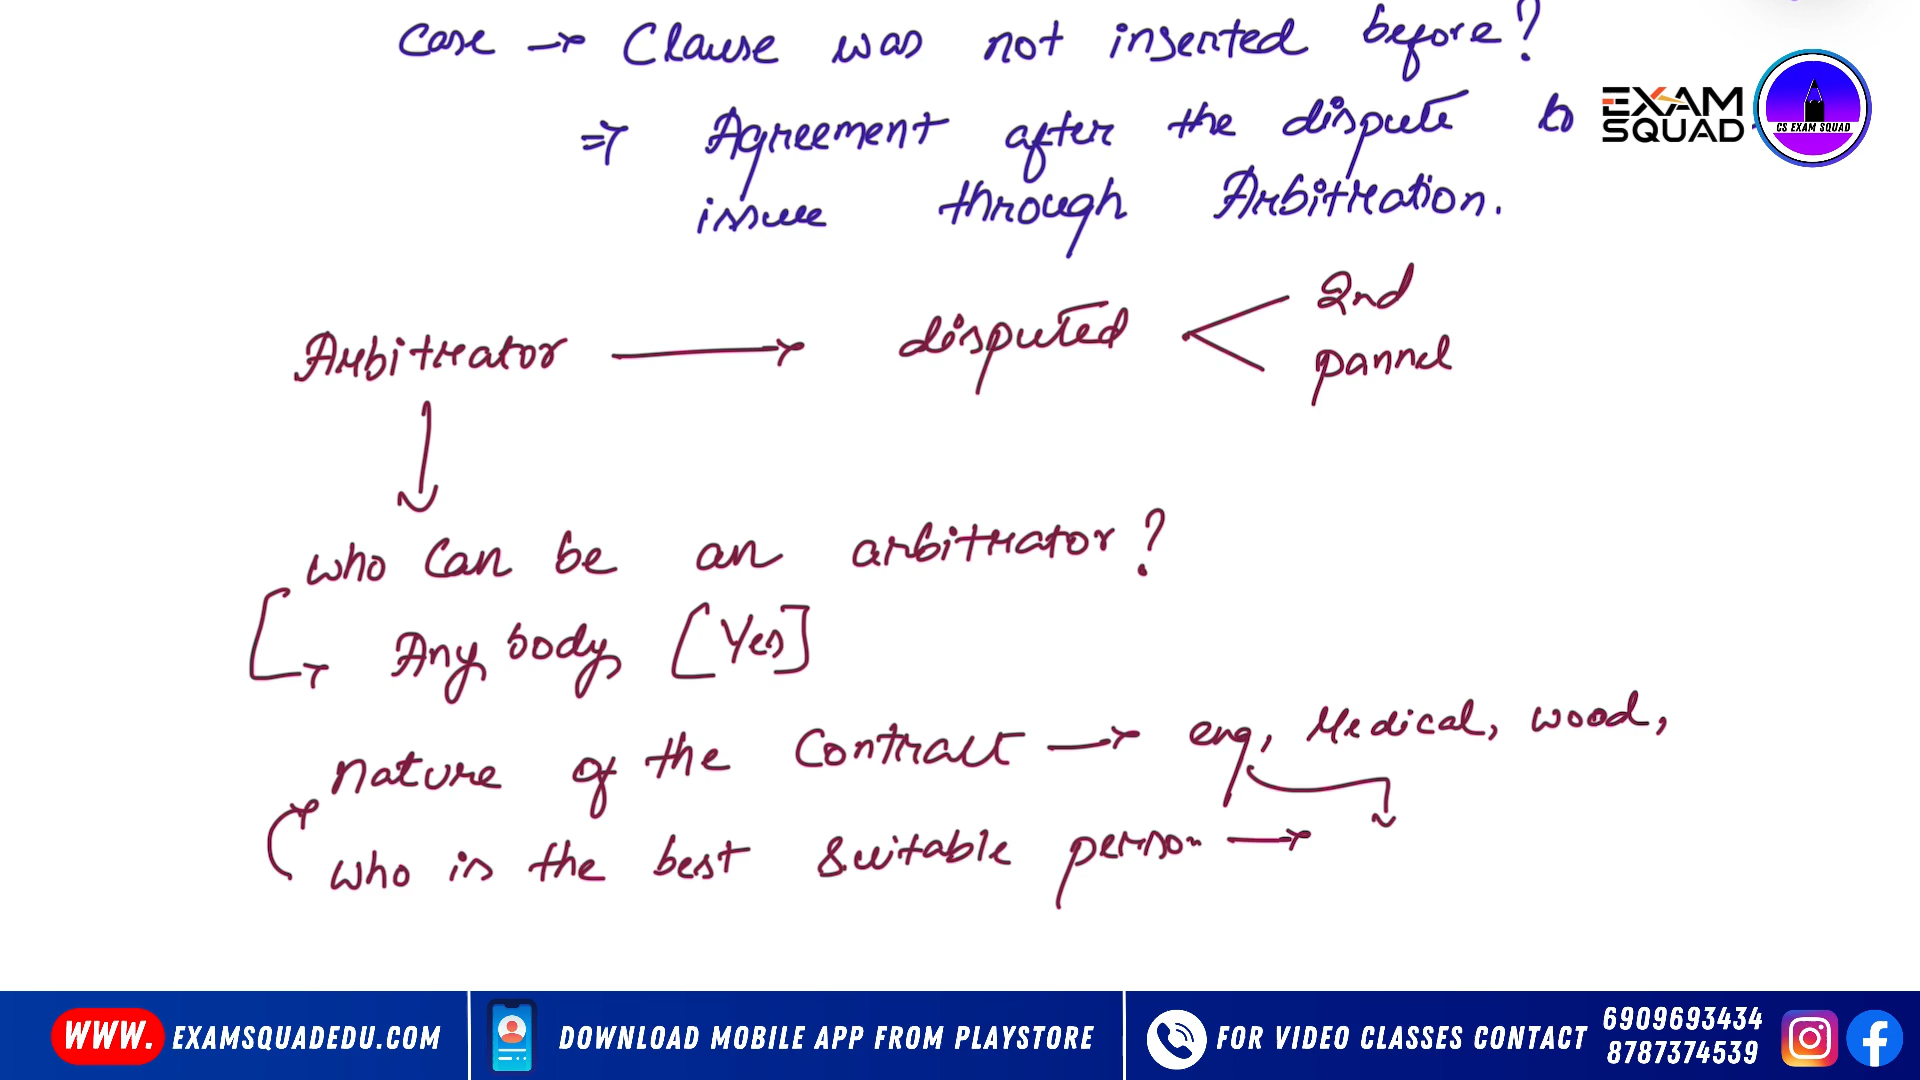 Case → Clause was not inserted before?
⇒ Agreement after the dispute to
issue through Arbitration.
EXAM
SQUAD
CS EXAM SQUAD
Arbitrator → disputed < 2nd
pannel
who can be an arbitrator?
Any body [Yes]
nature of the Contract → eng, Medical, wood,
who is the best suitable person →
WWW. EXAMSQUADEDU.COM
DOWNLOAD MOBILE APP FROM PLAYSTORE
FOR VIDEO CLASSES CONTACT
6909693434
8787374539